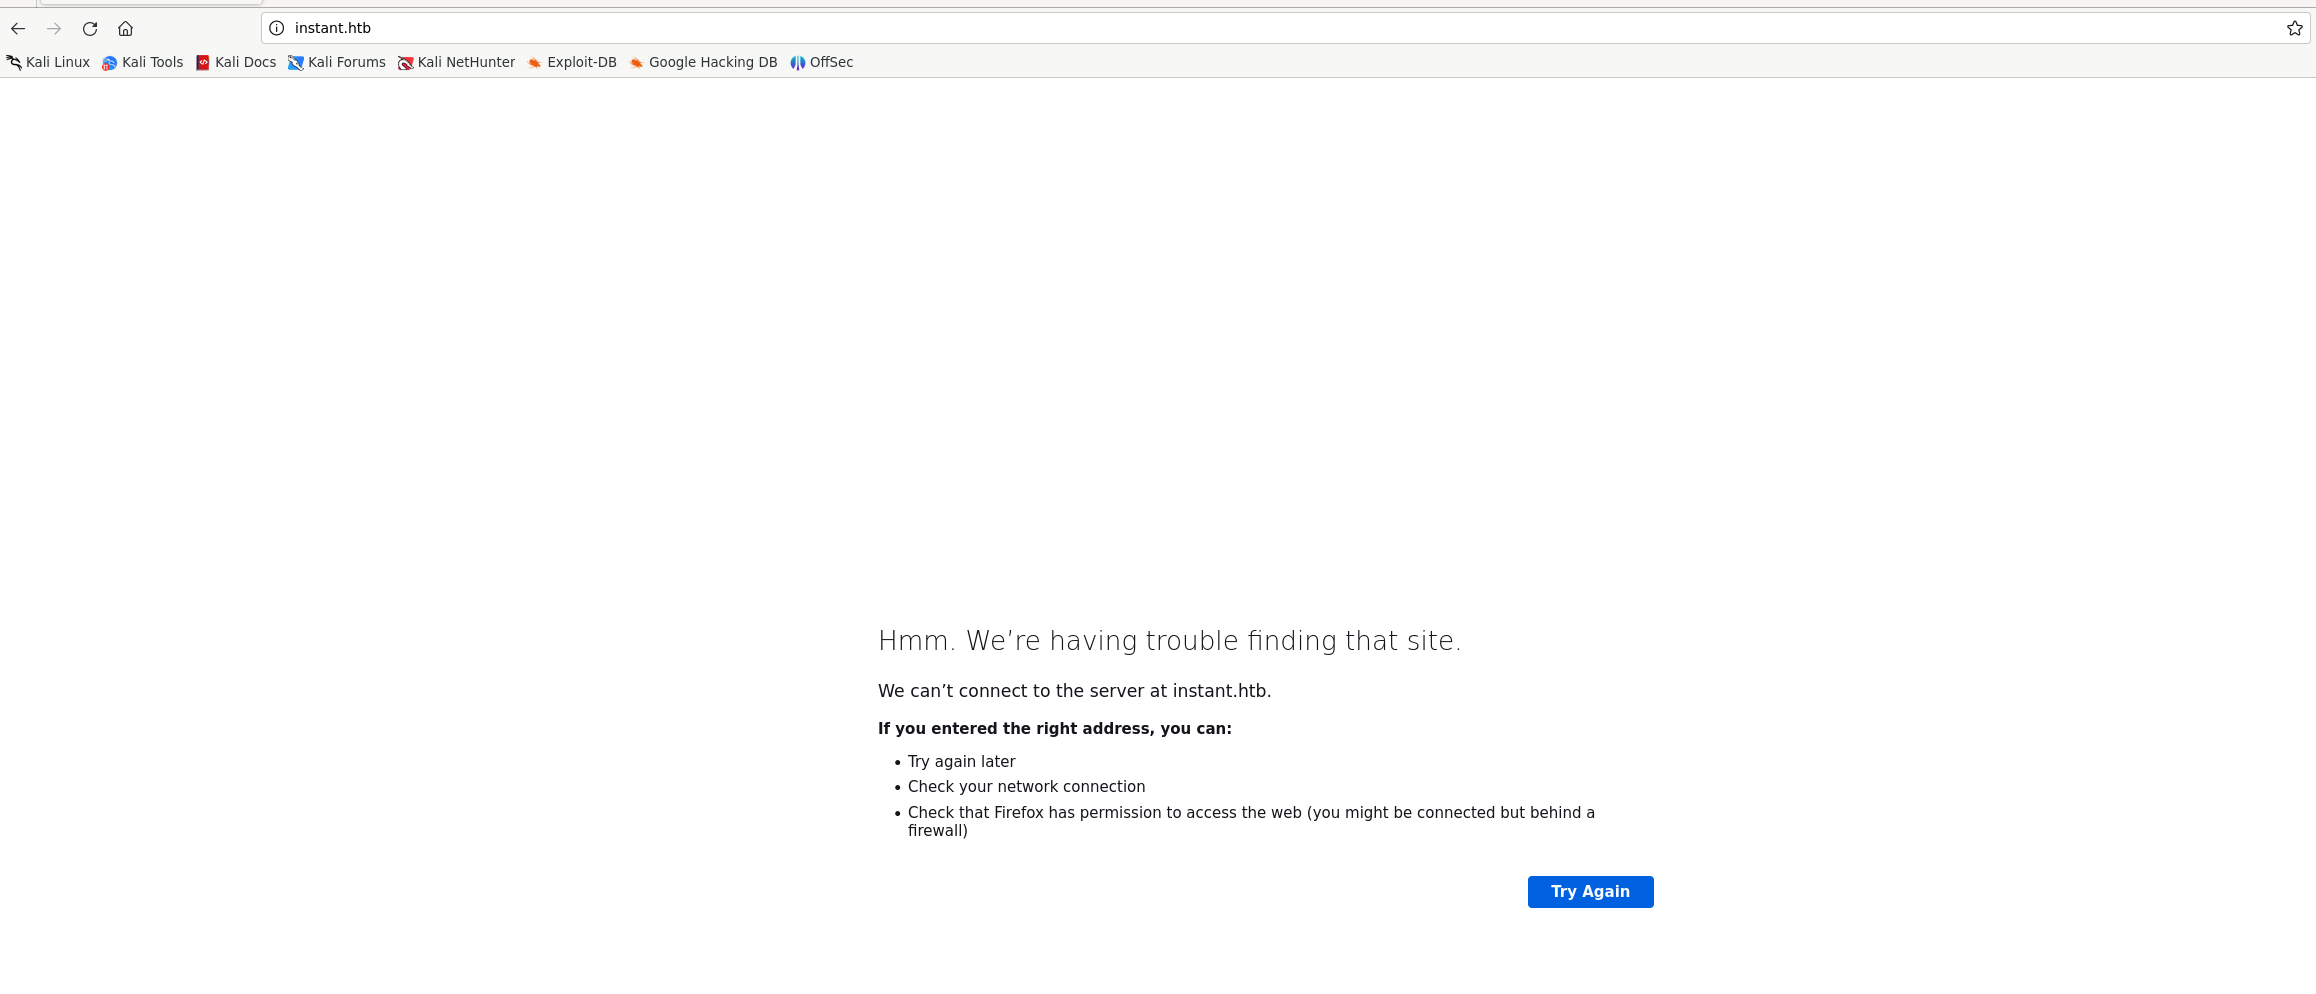 instant.htb
Kali Linux Kali Tools Kali Docs Kali Forums Kali NetHunter Exploit-DB Google Hacking DB OffSec
Hmm. We’re having trouble finding that site.
We can’t connect to the server at instant.htb.
If you entered the right address, you can:
• Try again later
• Check your network connection
• Check that Firefox has permission to access the web (you might be connected but behind a
firewall)
Try Again